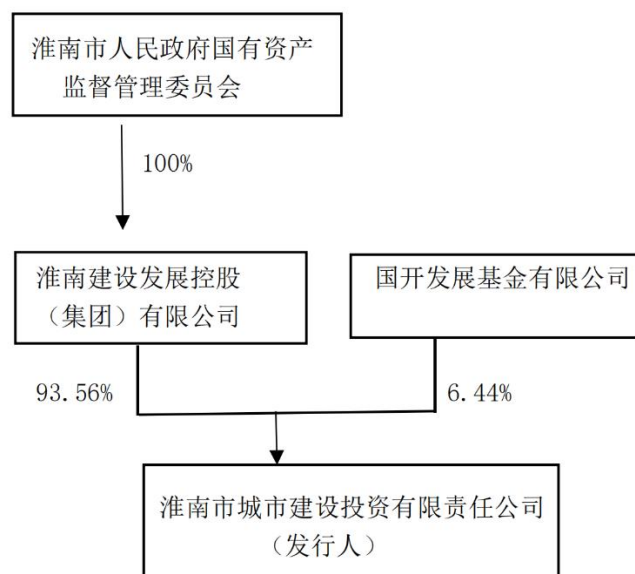 淮南市人民政府国有资产
监督管理委员会
100%
淮南建设发展控股
（集团）有限公司
国开发展基金有限公司
93.56%
6.44%
淮南市城市建设投资有限责任公司
（发行人）